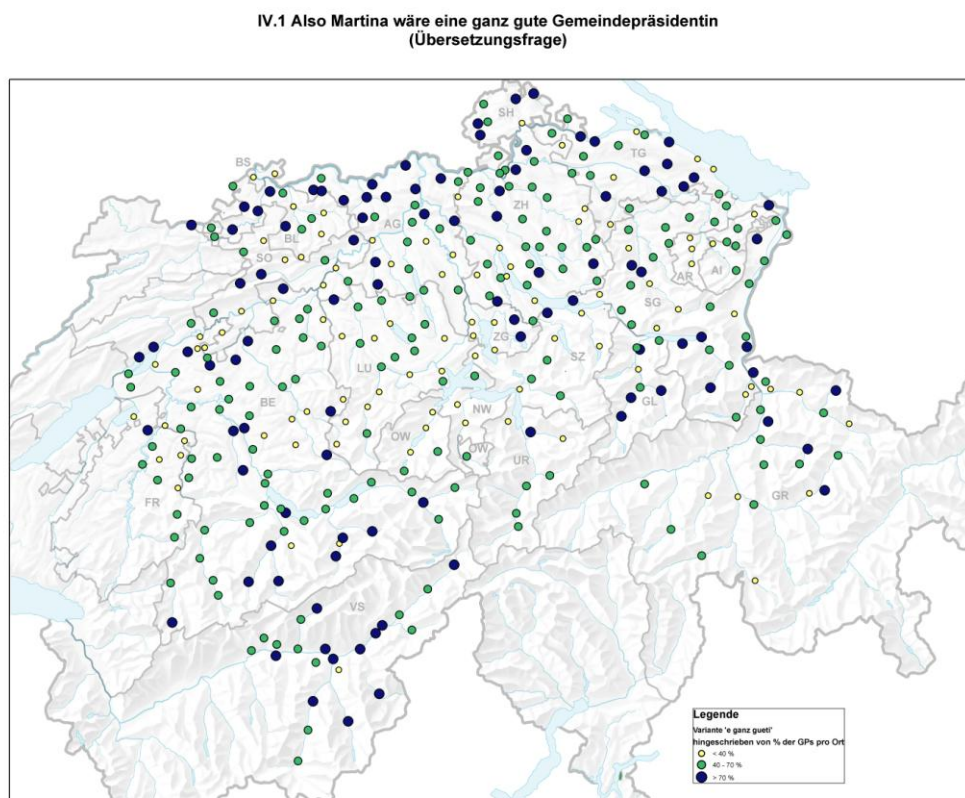 IV.1 Also Martina wäre eine ganz gute Gemeindepräsidentin
(Übersetzungsfrage)
SH
BS
TG
BL
AG
ZH
SO
AR
AI
SG
ZG
LU
SZ
BE
NW
GL
OW
OW
UR
FR
GR
VS
Legende
Variante 'e ganz gueti'
hingeschrieben von % der GPs pro Ort
< 40 %
40 - 70 %
> 70 %